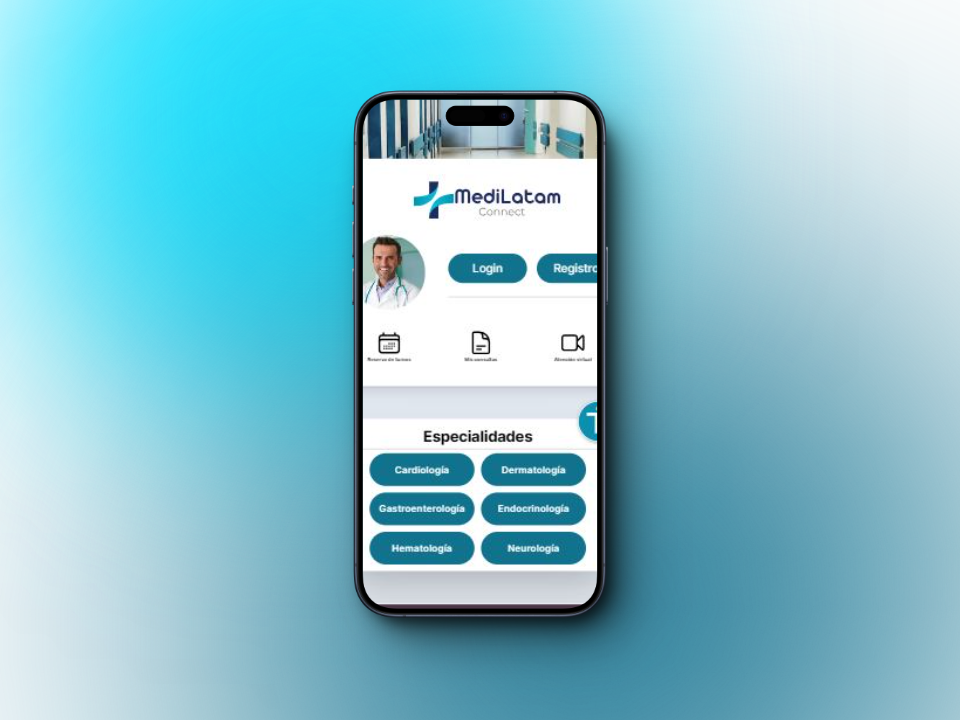 MediLatam
Connect
Login
Registro
Reserva de turnos
Mis consultas
Atención virtual
Especialidades
Cardiología
Dermatología
Gastroenterología
Endocrinología
Hematología
Neurología